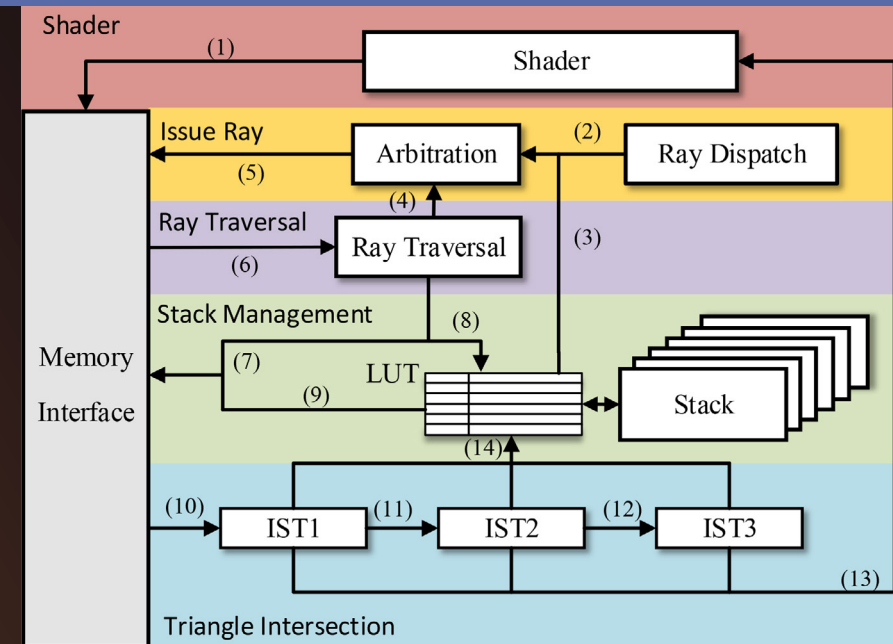 Shader
(1)
Shader
Issue Ray
(2)
Arbitration
Ray Dispatch
(5)
(4)
Ray Traversal
(3)
Ray Traversal
(6)
Stack Management
(8)
(7)
Memory
Interface
LUT
(9)
Stack
(14)
(10)
(11)
(12)
IST1
IST2
IST3
(13)
Triangle Intersection